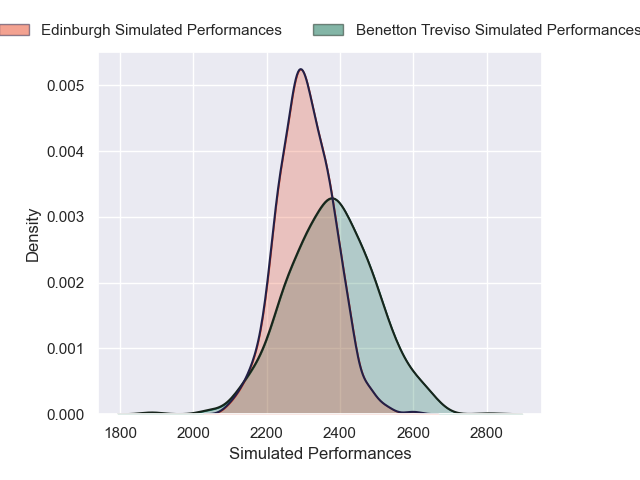 Edinburgh Simulated Performances Benetton Treviso Simulated Performances
0.005
0.004
0.003
0.002
0.001
0.000
Density
1800 2000 2200 2400 2600 2800
Simulated Performances